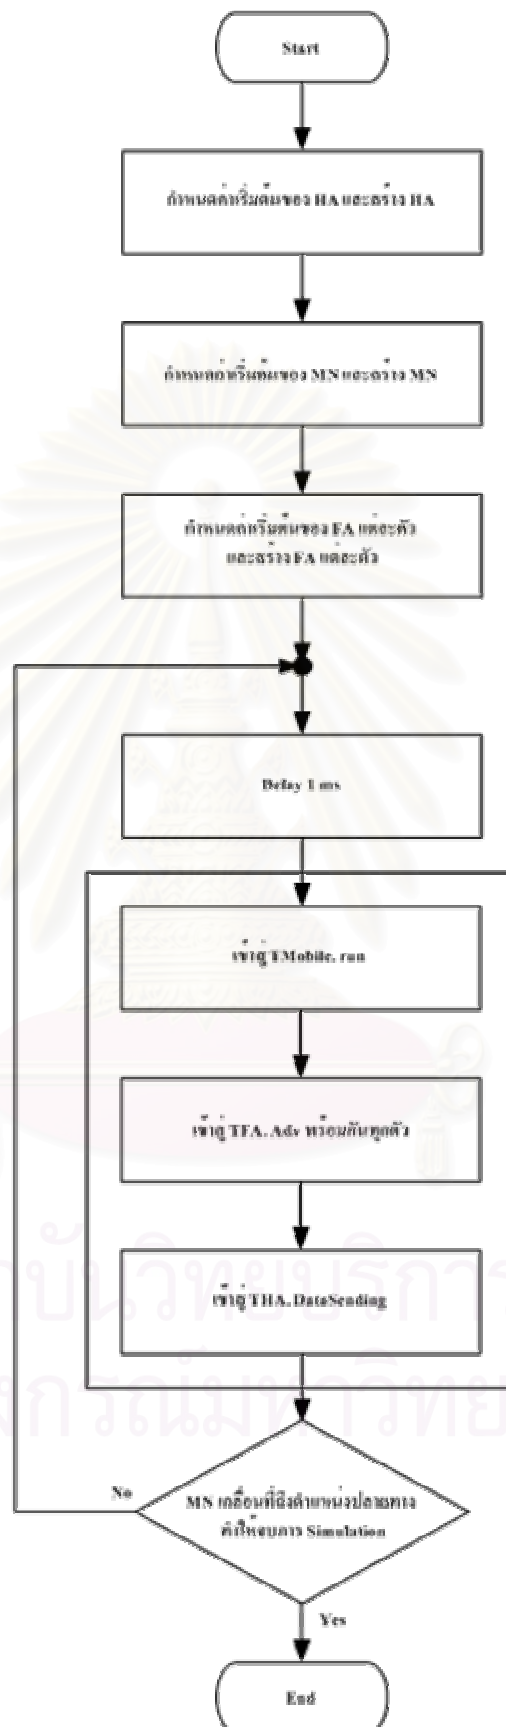 Start
กำหนดค่าเริ่มต้นของ HA และสร้าง HA
กำหนดค่าเริ่มต้นของ MN และสร้าง MN
กำหนดค่าเริ่มต้นของ FA แต่ละตัว
และสร้าง FA แต่ละตัว
Delay 1 ms
เข้าสู่ TMobile. run
เข้าสู่ TFA. Adv พร้อมกันทุกตัว
เข้าสู่ THA. DataSending
MN เคลื่อนที่ถึงตำแหน่งปลายทาง
ทำให้จบการ Simulation
No
Yes
End